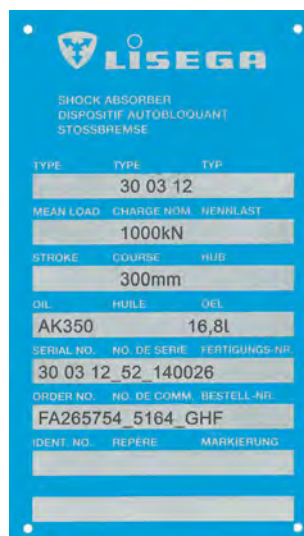 LISEGA
SHOCK ABSORBER
DISPOSITIF AUTOBLOQUANT
STOSSBREMSE
TYPE TYPE TYP
30 03 12
MEAN LOAD CHARGE NOM. NENNLAST
1000kN
STROKE COURSE HUB
300mm
OIL HUILE OEL
AK350 16,8l
SERIAL NO. NO. DE SERIE FERTIGUNGS-NR.
30 03 12_52_140026
ORDER NO. NO. DE COMM. BESTELL-NR.
FA265754_5164_GHF
IDENT. NO. REPÈRE MARKIERUNG